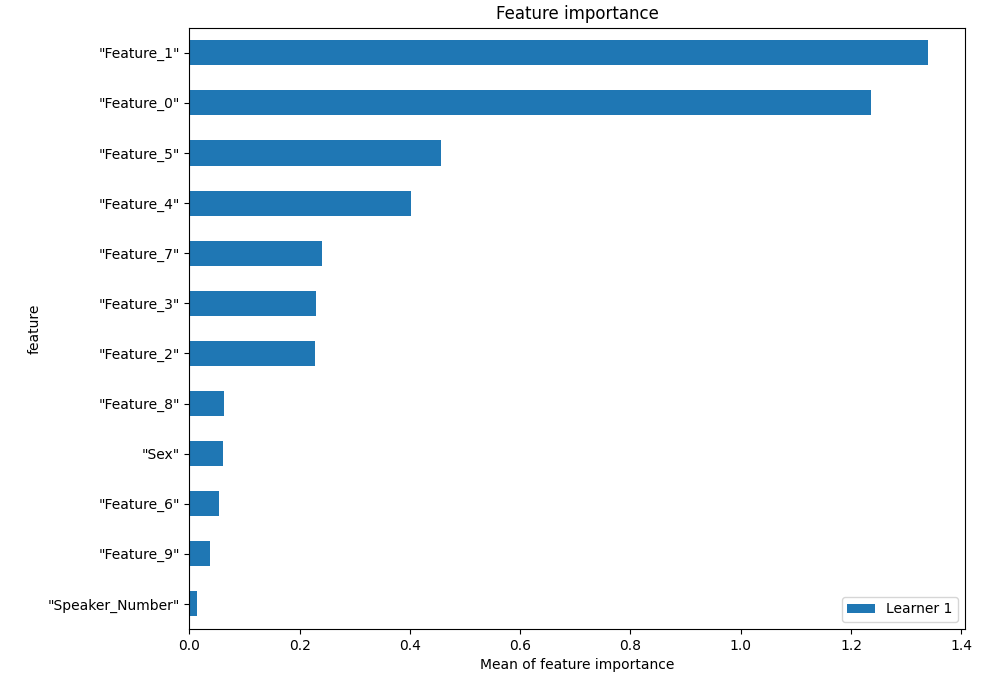 Feature importance
"Feature_1"
"Feature_0"
"Feature_5"
"Feature_4"
"Feature_7"
"Feature_3"
"Feature_2"
"Feature_8"
"Sex"
"Feature_6"
"Feature_9"
"Speaker_Number"
feature
Learner 1
0.0 0.2 0.4 0.6 0.8 1.0 1.2 1.4
Mean of feature importance